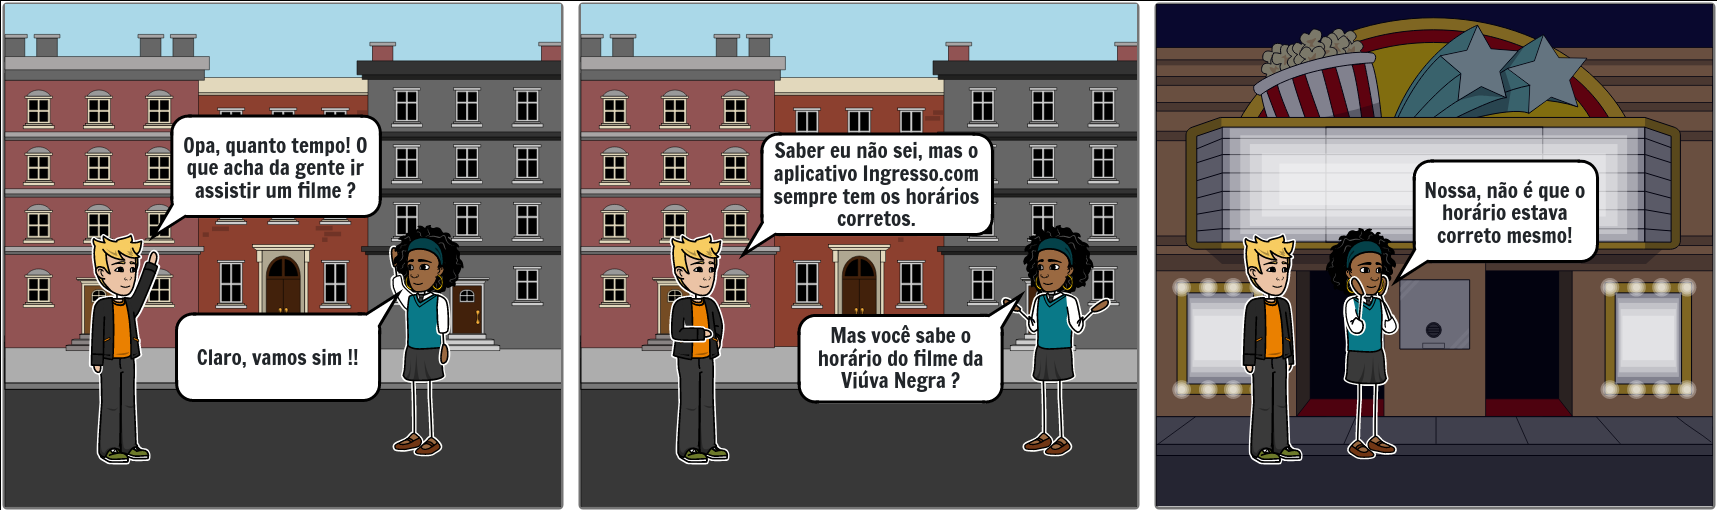 Opa, quanto tempo! O
que acha da gente ir
assistir um filme ?
Claro, vamos sim !!
Saber eu não sei, mas o
aplicativo Ingresso.com
sempre tem os horários
corretos.
Mas você sabe o
horário do filme da
Viúva Negra ?
Nossa, não é que o
horário estava
correto mesmo!